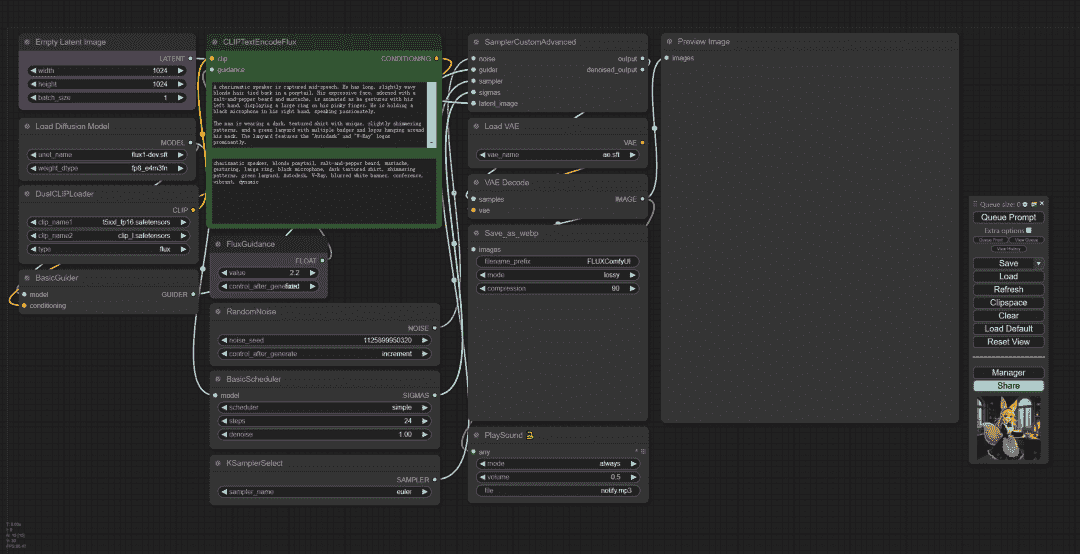 Empty Latent Image
LATENT
width 1024
height 1024
batch_size 1
Load Diffusion Model
MODEL
unet_name flux1-dev.sft
weight_dtype fp8_e4m3fn
DualCLIPLoader
CLIP
clip_name1 t5xxl_fp16.safetensors
clip_name2 clip_l.safetensors
type flux
BasicGuider
model GUIDER
conditioning
CLIPTextEncodeFlux
clip CONDITIONING
guidance
A charismatic speaker is captured mid-speech. He has long, slightly wavy
blonde hair tied back in a ponytail. His expressive face, adorned with a
salt-and-pepper beard and mustache, is animated as he gestures with his
left hand, displaying a large ring on his pinky finger. He is holding a
black microphone in his right hand, speaking passionately.
The man is wearing a dark, textured shirt with unique, slightly shimmering
patterns, and a green lanyard with multiple badges and logos hanging around
his neck. The lanyard features the "Autodesk" and "V-Ray" logos
prominently.
charismatic speaker, blonde ponytail, salt-and-pepper beard, mustache,
gesturing, large ring, black microphone, dark textured shirt, shimmering
patterns, green lanyard, Autodesk, V-Ray, blurred white banner, conference,
vibrant, dynamic
FluxGuidance
FLOAT
value 2.2
control_after_generate fixed
RandomNoise
NOISE
noise_seed 1125899950320
control_after_generate increment
BasicScheduler
model SIGMAS
scheduler simple
steps 24
denoise 1.00
KSamplerSelect
SAMPLER
sampler_name euler
SamplerCustomAdvanced
noise output
guider denoised_output
sampler
sigmas
latent_image
Load VAE
VAE
vae_name ae.sft
VAE Decode
samples IMAGE
vae
Save_as_webp
images
filename_prefix FLUXComfyUI
mode lossy
compression 90
PlaySound
any
mode always
volume 0.5
file notify.mp3
Preview Image
images
Queue size: 0
Queue Prompt
Extra options
Queue Front View Queue
View History
Save
Load
Refresh
Clipspace
Clear
Load Default
Reset View
Manager
Share